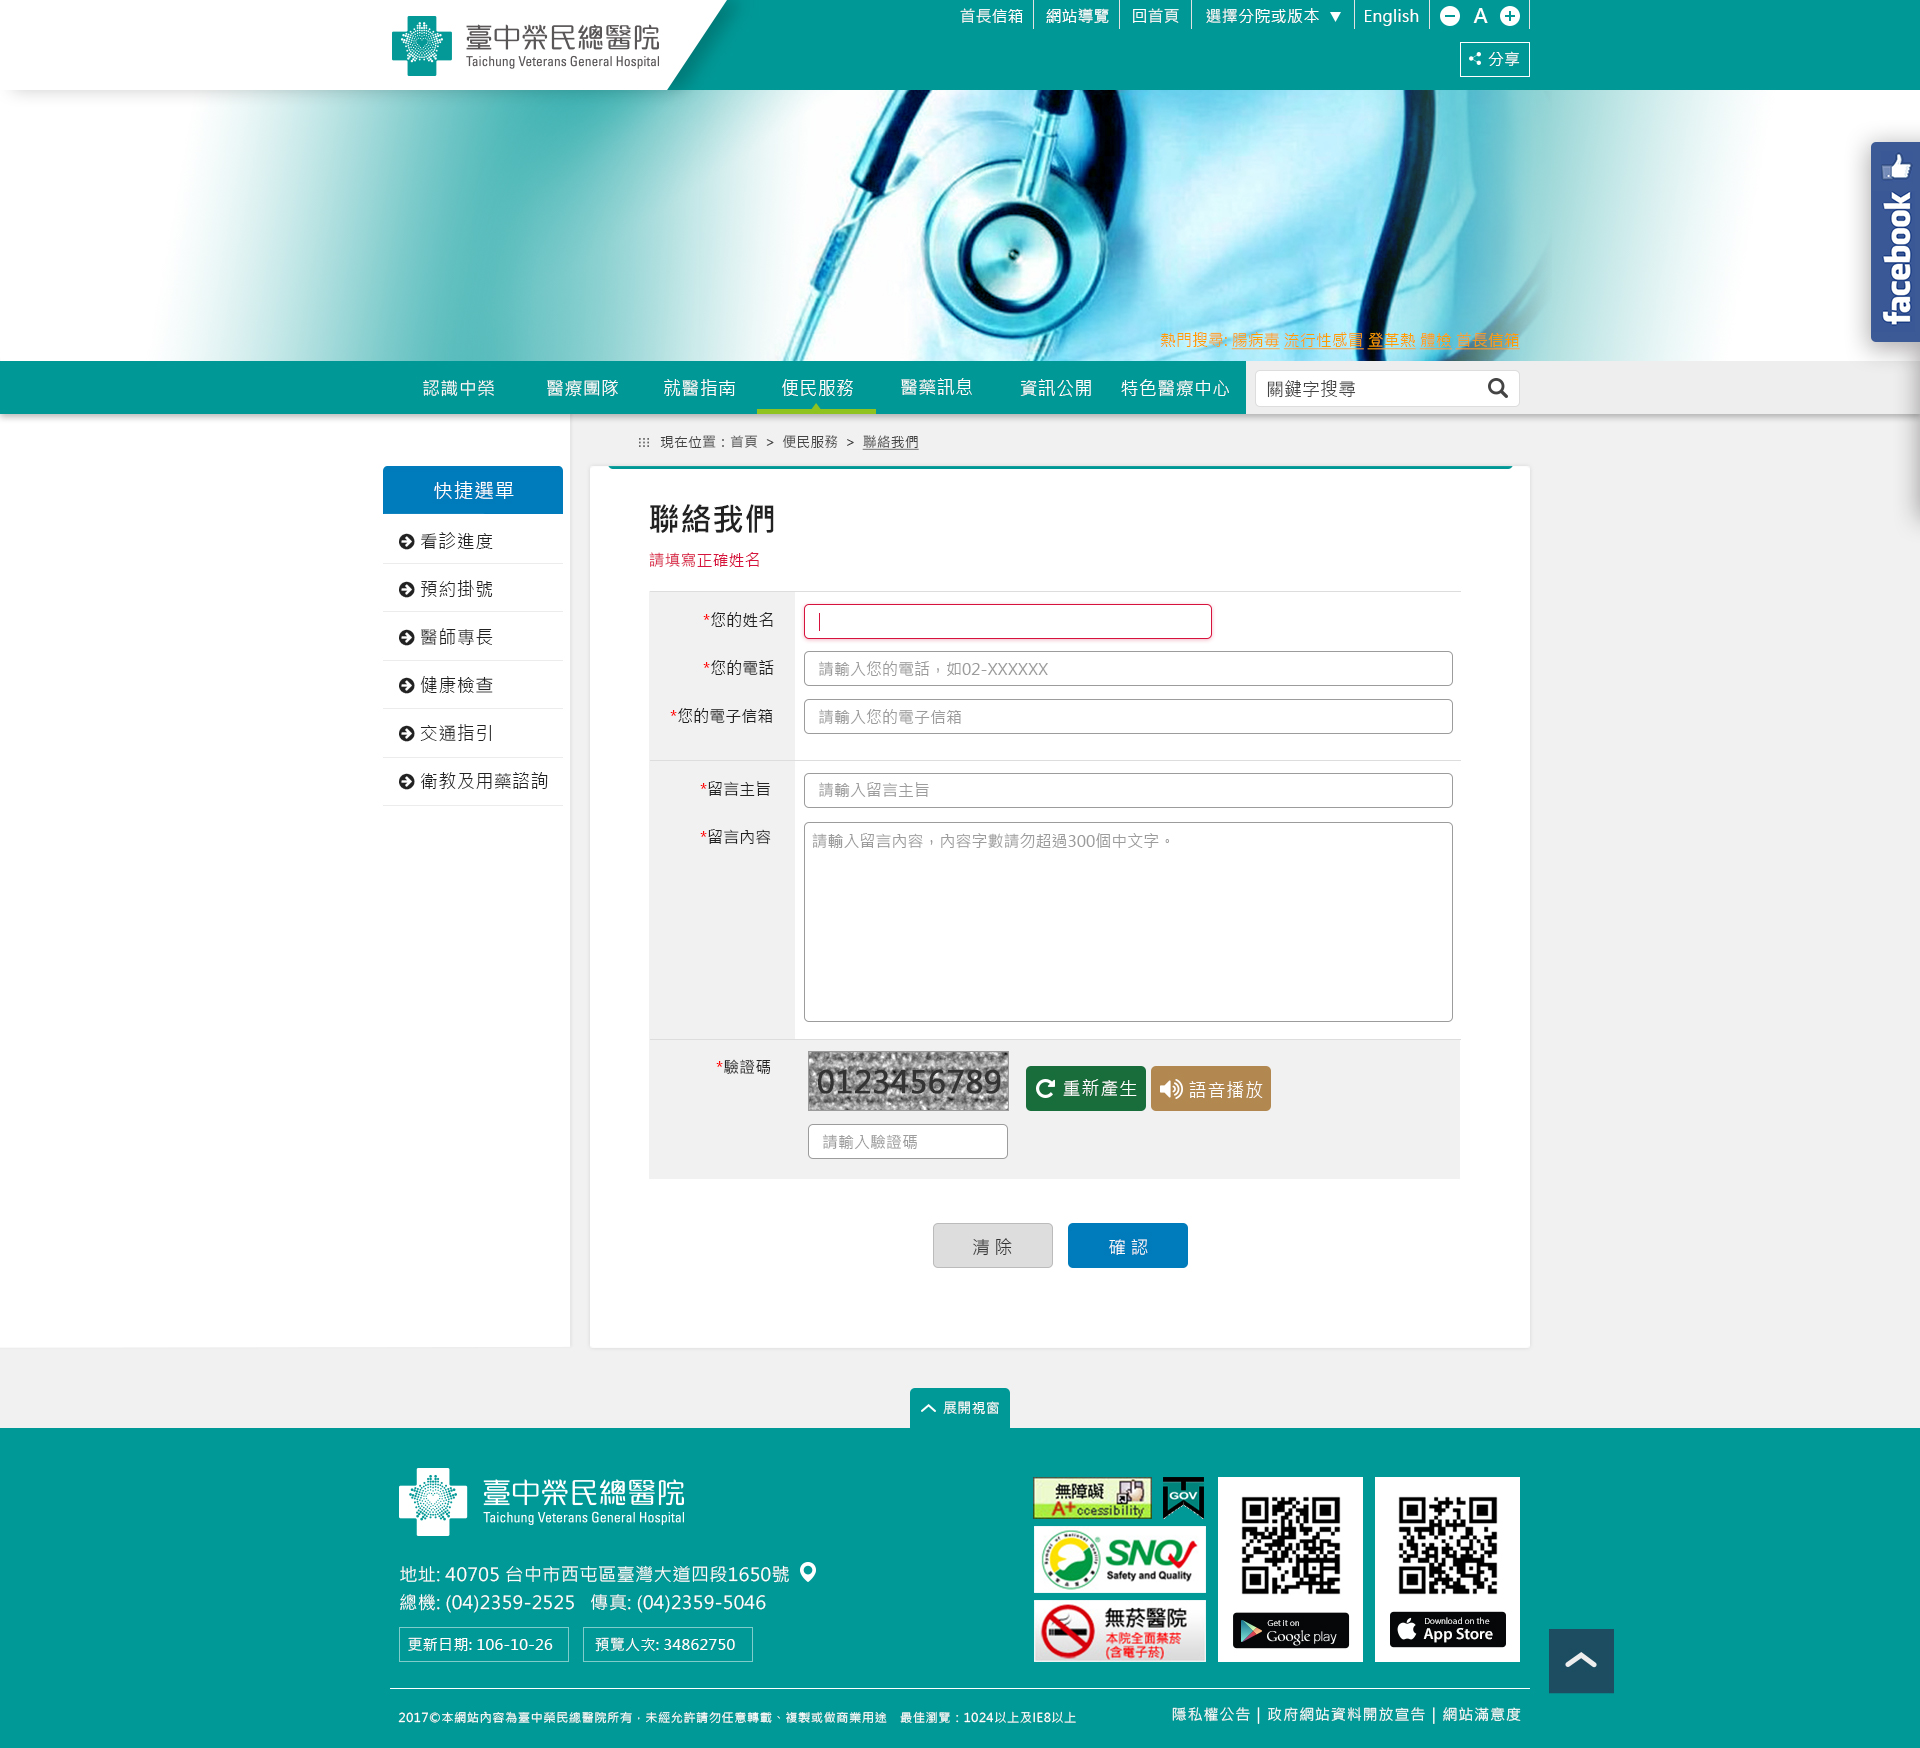 臺中榮民總醫院
Taichung Veterans General Hospital
首長信箱 網站導覽 回首頁 選擇分院或版本 ▼ English A
分享
facebook
熱門搜尋: 腸病毒 流行性感冒 登革熱 首長信箱
認識中榮 醫療團隊 就醫指南 便民服務 醫藥訊息 資訊公開 特色醫療中心 關鍵字搜尋
現在位置：首頁 > 便民服務 > 聯絡我們
快捷選單
看診進度
預約掛號
醫師專長
健康檢查
交通指引
衛教及用藥諮詢
聯絡我們
請填寫正確姓名
*您的姓名
*您的電話 請輸入您的電話，如02-XXXXXX
*您的電子信箱 請輸入您的電子信箱
*留言主旨 請輸入留言主旨
*留言內容 請輸入留言內容，內容字數請勿超過300個中文字。
*驗證碼 0123456789 重新產生 語音播放
請輸入驗證碼
清除 確認
展開視窗
臺中榮民總醫院
Taichung Veterans General Hospital
地址: 40705 台中市西屯區臺灣大道四段1650號
總機: (04)2359-2525 傳真: (04)2359-5046
更新日期: 106-10-26 預覽人次: 34862750
無障礙
A+ccessibility
GOV
SNQ
Safety and Quality
無菸醫院
本院全面禁菸
(含電子菸)
Get it on
Google play
Download on the
App Store
2017©本網站內容為臺中榮民總醫院所有，未經允許請勿任意轉載、複製或做商業用途 最佳瀏覽：1024以上及IE8以上
隱私權公告 | 政府網站資料開放宣告 | 網站滿意度